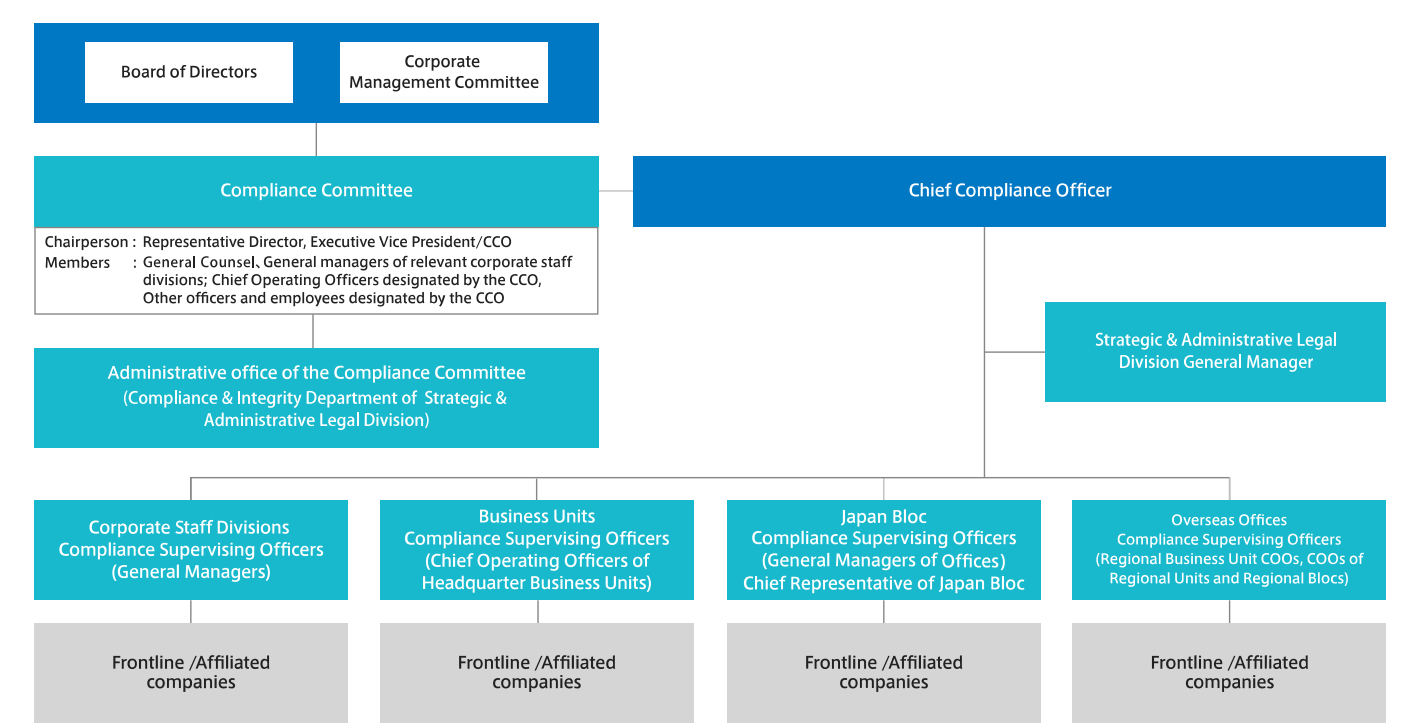 Board of Directors
Corporate
Management Committee
Compliance Committee
Chief Compliance Officer
Chairperson : Representative Director, Executive Vice President/CCO
Members : General Counsel、General managers of relevant corporate staff
divisions; Chief Operating Officers designated by the CCO,
Other officers and employees designated by the CCO
Strategic & Administrative Legal
Division General Manager
Administrative office of the Compliance Committee
(Compliance & Integrity Department of Strategic &
Administrative Legal Division)
Corporate Staff Divisions
Compliance Supervising Officers
(General Managers)
Business Units
Compliance Supervising Officers
(Chief Operating Officers of
Headquarter Business Units)
Japan Bloc
Compliance Supervising Officers
(General Managers of Offices)
Chief Representative of Japan Bloc
Overseas Offices
Compliance Supervising Officers
(Regional Business Unit COOs, COOs of
Regional Units and Regional Blocs)
Frontline /Affiliated
companies
Frontline /Affiliated
companies
Frontline /Affiliated
companies
Frontline /Affiliated
companies